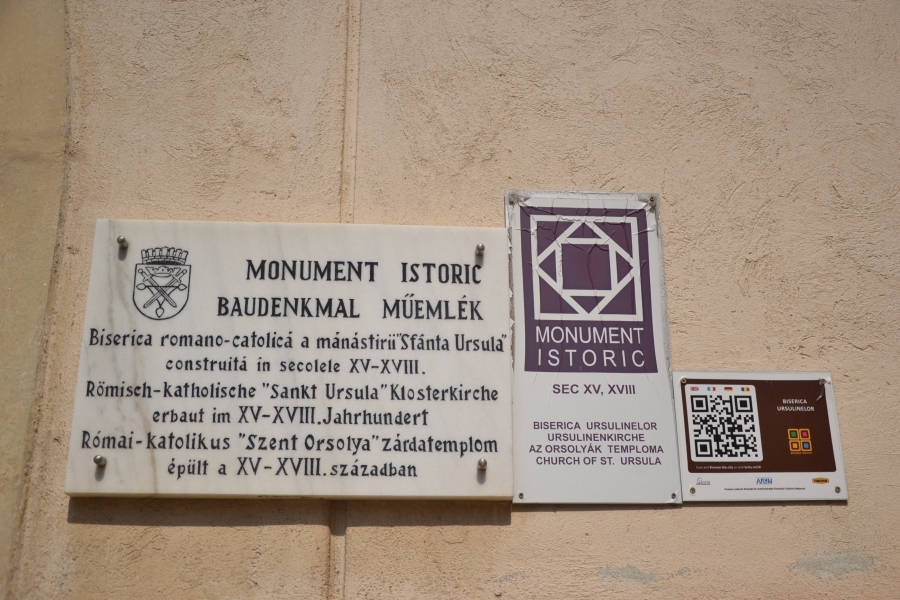 MONUMENT ISTORIC
BAUDENKMAL MŰEMLÉK
Biserica romano-catolică a mănăstirii "Sfânta Ursula"
construită în secolele XV-XVIII.
Römisch-katholische "Sankt Ursula" Klosterkirche
erbaut im XV-XVIII. Jahrhundert
Római-katolikus "Szent Orsolya" zárdatemplom
épült a XV-XVIII. században
MONUMENT
ISTORIC
SEC XV, XVIII
BISERICA URSULINELOR
URSULINENKIRCHE
AZ ORSOLYÁK TEMPLOMA
CHURCH OF ST. URSULA
BISERICA
URSULINELOR